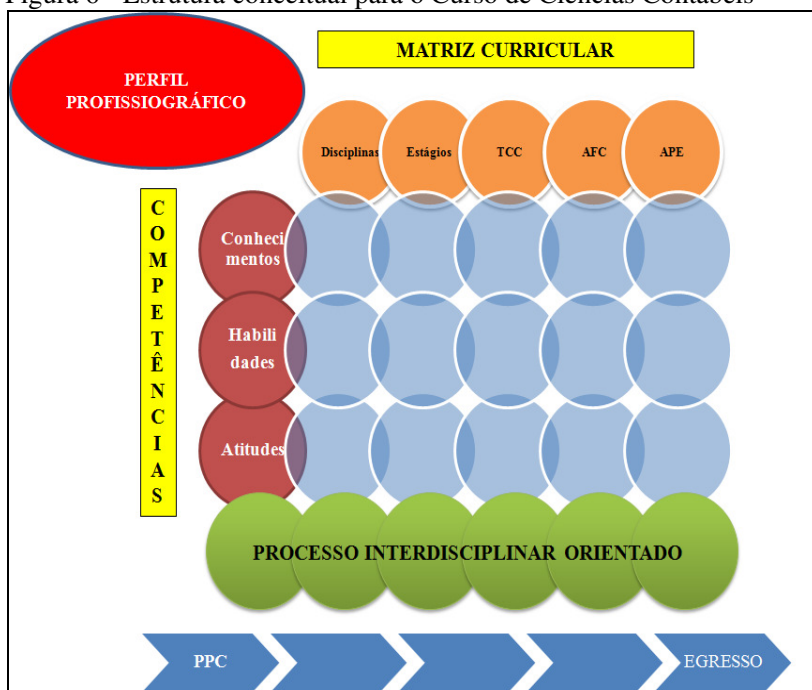 Figura 6 - Estrutura conceitual para o Curso de Ciências Contábeis
MATRIZ CURRICULAR
PERFIL
PROFISSIOGRÁFICO
Disciplinas
Estágios
TCC
AFC
APE
C
O
M
P
E
T
Ê
N
C
I
A
S
Conheci
mentos
Habili
dades
Atitudes
PROCESSO INTERDISCIPLINAR ORIENTADO
PPC
EGRESSO